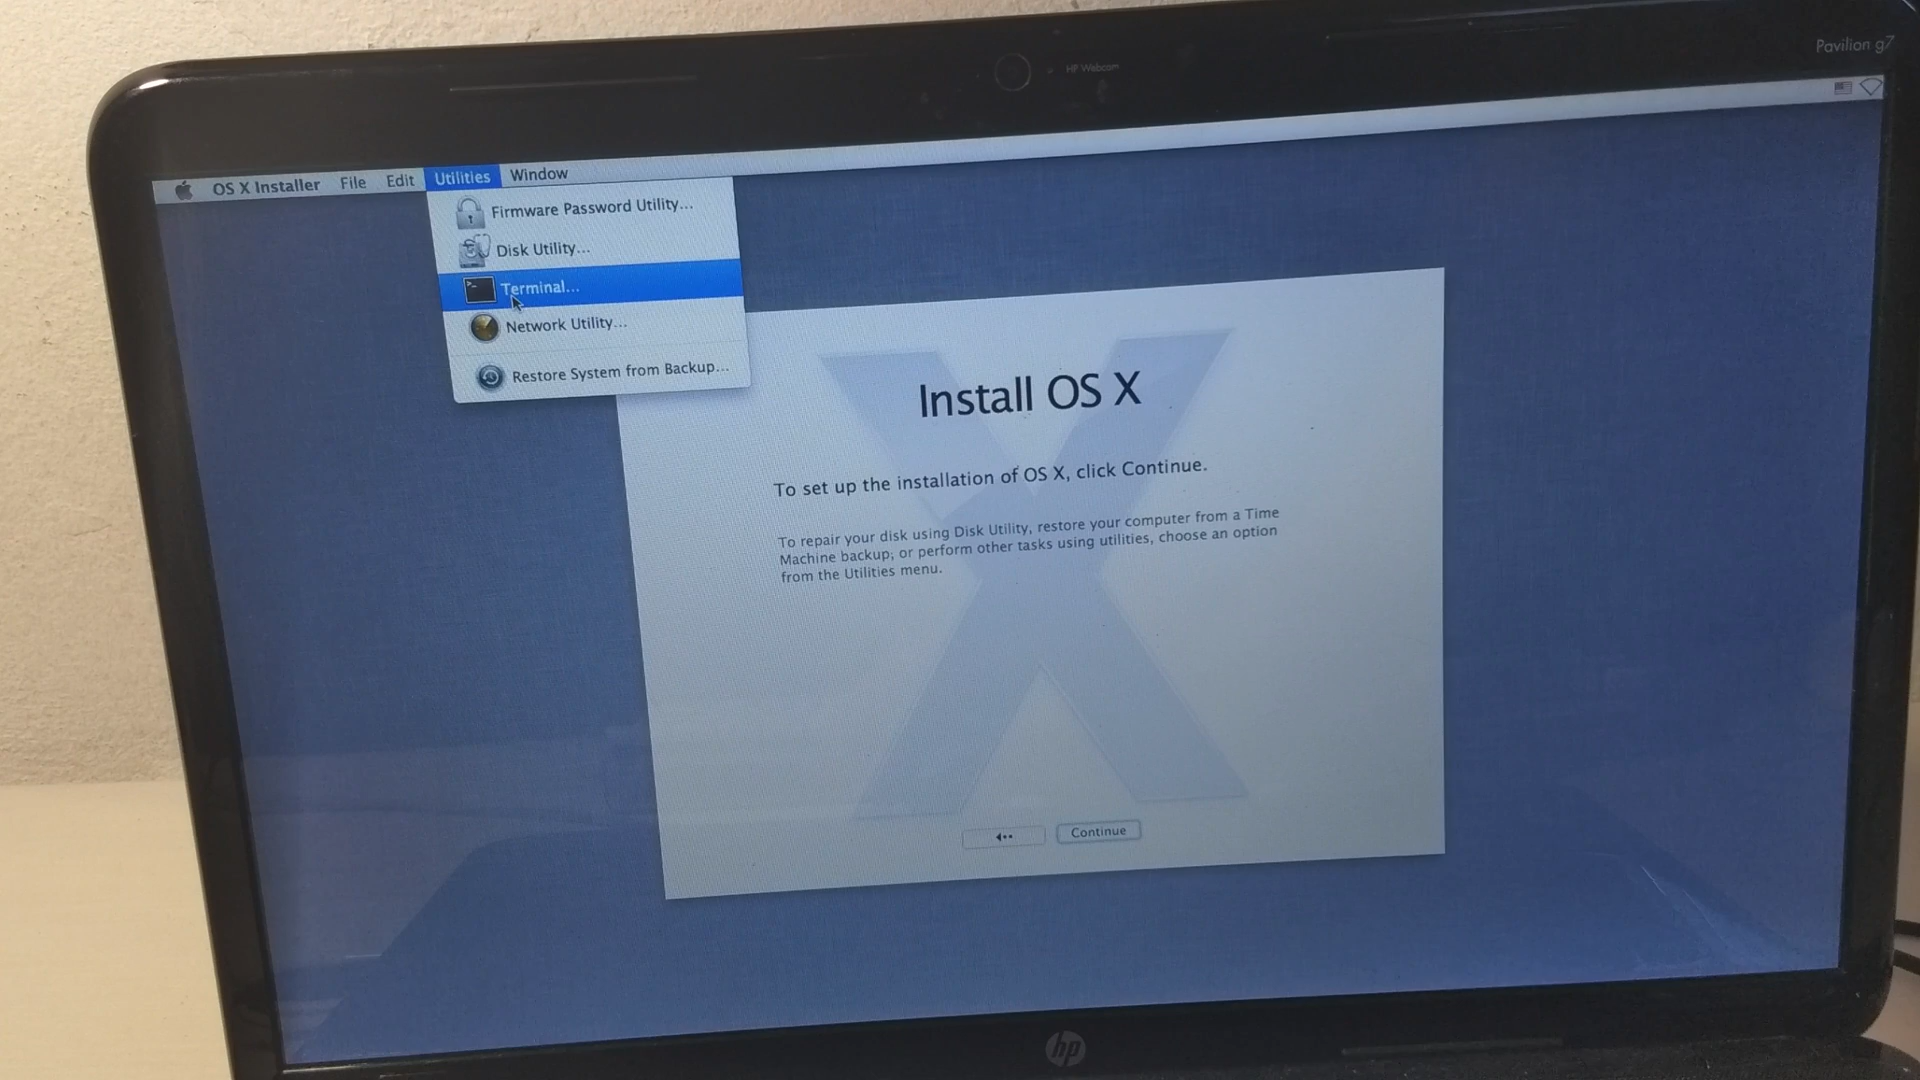 Pavilion g7
HP Webcam
OS X Installer File Edit Utilities Window
Firmware Password Utility...
Disk Utility...
Terminal...
Network Utility...
Restore System from Backup...
Install OS X
To set up the installation of OS X, click Continue.
To repair your disk using Disk Utility, restore your computer from a Time
Machine backup, or perform other tasks using utilities, choose an option
from the Utilities menu.
Continue
hp